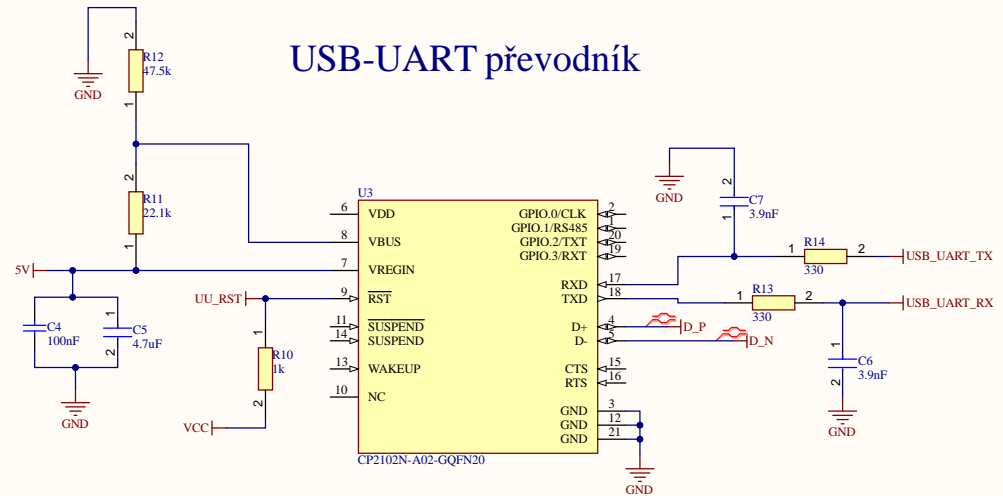 USB-UART převodník
2
R12
47.5k
1
GND
2
R11
22.1k
1
5V
C4
100nF
1
C5
4.7uF
2
GND
UU_RST
1
R10
1k
2
VCC
U3
6 VDD
8 VBUS
7 VREGIN
9 RST
11 SUSPEND
14 SUSPEND
13 WAKEUP
10 NC
GPIO.0/CLK 2
GPIO.1/RS485 1
GPIO.2/TXT 20
GPIO.3/RXT 19
RXD 17
TXD 18
D+ 4
D- 5
CTS 15
RTS 16
GND 3
GND 12
GND 21
CP2102N-A02-GQFN20
GND
D_P
D_N
GND
2
C7
3.9nF
1
1 R14 2
330
USB_UART_TX
1 R13 2
330
USB_UART_RX
1
C6
3.9nF
2
GND